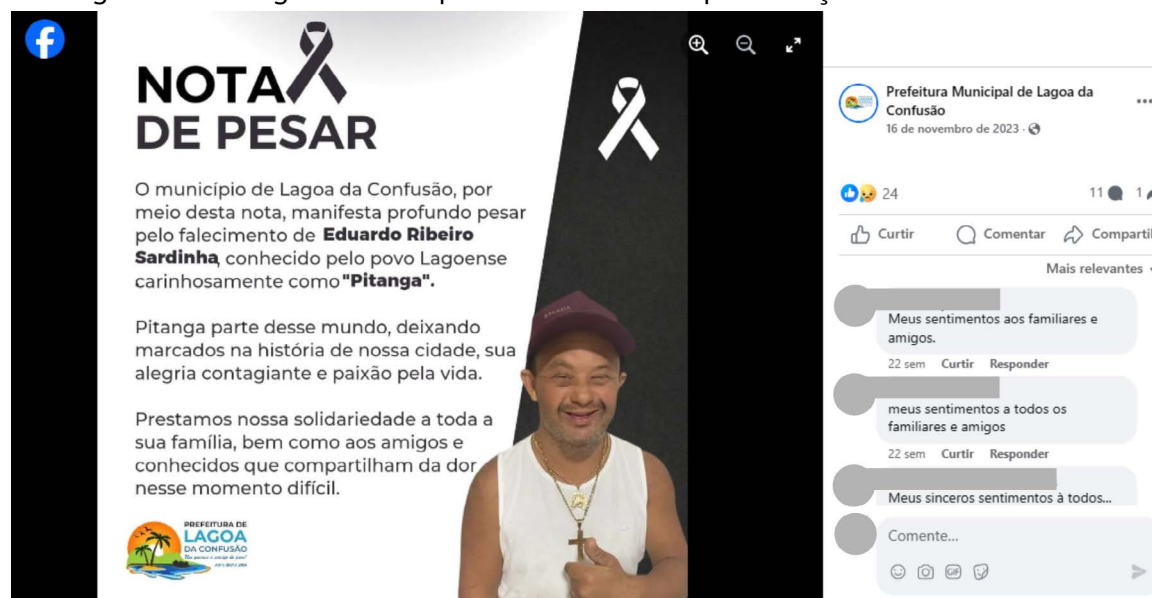 NOTA
DE PESAR
O município de Lagoa da Confusão, por
meio desta nota, manifesta profundo pesar
pelo falecimento de Eduardo Ribeiro
Sardinha, conhecido pelo povo Lagoense
carinhosamente como "Pitanga".
Pitanga parte desse mundo, deixando
marcados na história de nossa cidade, sua
alegria contagiante e paixão pela vida.
Prestamos nossa solidariedade a toda a
sua família, bem como aos amigos e
conhecidos que compartilham da dor
nesse momento difícil.
PREFEITURA DE
LAGOA
DA CONFUSÃO
Prefeitura Municipal de Lagoa da
Confusão
16 de novembro de 2023 ·
24
11
1
Curtir
Comentar
Compartil
Mais relevantes
Meus sentimentos aos familiares e
amigos.
22 sem Curtir Responder
meus sentimentos a todos os
familiares e amigos
22 sem Curtir Responder
Meus sinceros sentimentos à todos...
Comente...
GIF